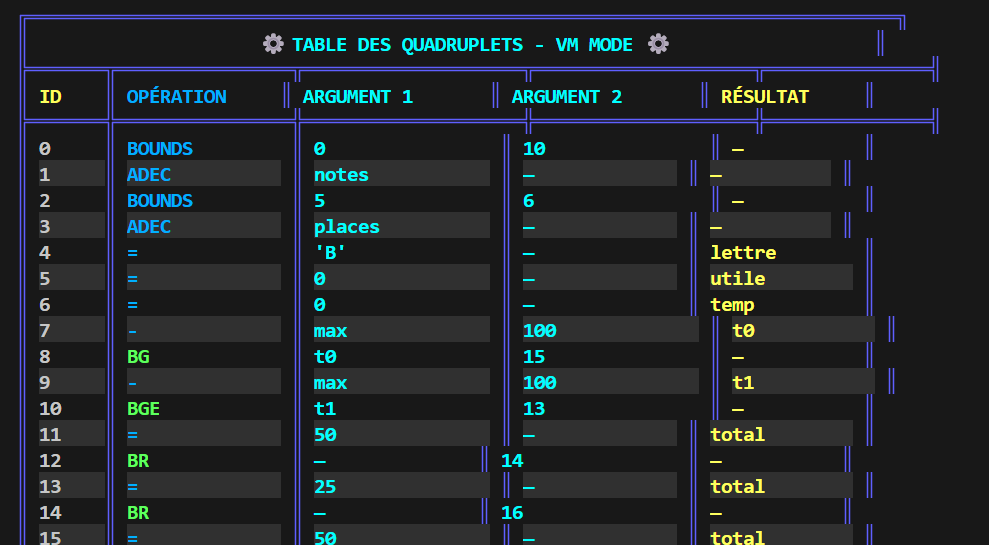 ⚙ TABLE DES QUADRUPLETS - VM MODE ⚙
ID OPÉRATION ARGUMENT 1 ARGUMENT 2 RÉSULTAT
0 BOUNDS 0 10 —
1 ADEC notes — —
2 BOUNDS 5 6 —
3 ADEC places — —
4 = 'B' — lettre
5 = 0 — utile
6 = 0 — temp
7 - max 100 t0
8 BG t0 15 —
9 - max 100 t1
10 BGE t1 13 —
11 = 50 — total
12 BR — 14 —
13 = 25 — total
14 BR — 16 —
15 = 50 — total